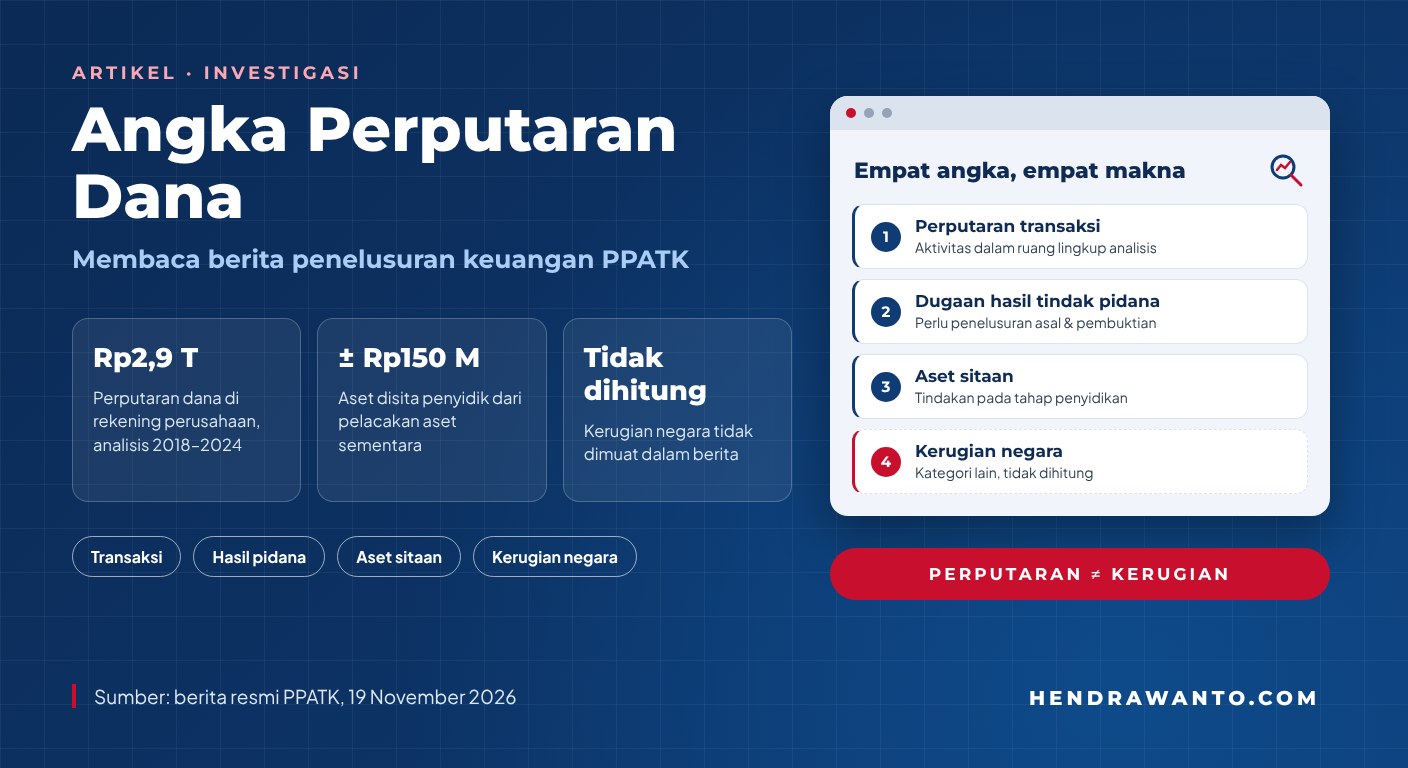 ARTIKEL · INVESTIGASI
Angka Perputaran
Dana
Membaca berita penelusuran keuangan PPATK
Rp2,9 T
Perputaran dana di
rekening perusahaan,
analisis 2018–2024
± Rp150 M
Aset disita penyidik dari
pelacakan aset
sementara
Tidak
dihitung
Kerugian negara tidak
dimuat dalam berita
Transaksi
Hasil pidana
Aset sitaan
Kerugian negara
Empat angka, empat makna
1
Perputaran transaksi
Aktivitas dalam ruang lingkup analisis
2
Dugaan hasil tindak pidana
Perlu penelusuran asal & pembuktian
3
Aset sitaan
Tindakan pada tahap penyidikan
4
Kerugian negara
Kategori lain, tidak dihitung
PERPUTARAN ≠ KERUGIAN
Sumber: berita resmi PPATK, 19 November 2026
HENDRAWANTO.COM